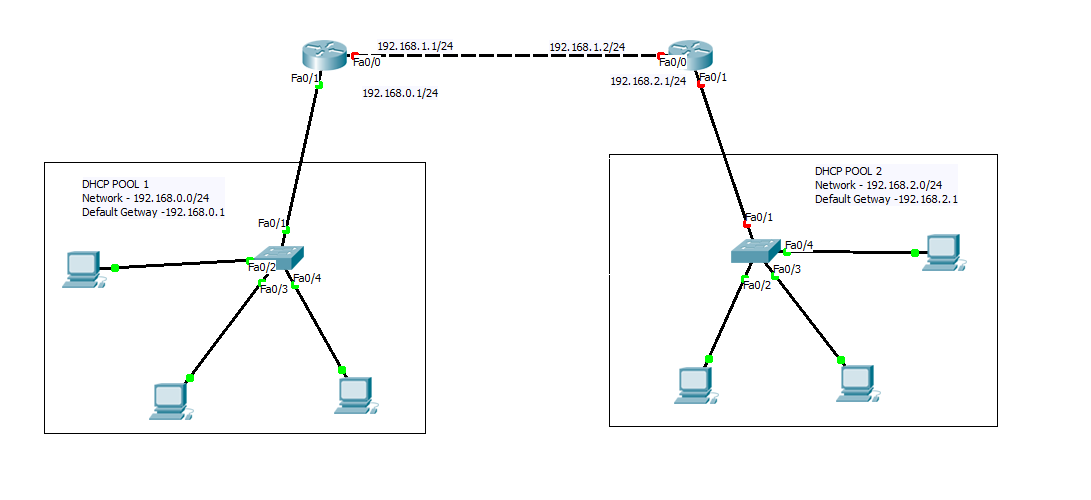 192.168.1.1/24
192.168.1.2/24
Fa0/0
Fa0/0
Fa0/1
192.168.0.1/24
192.168.2.1/24
Fa0/1
DHCP POOL 1
Network - 192.168.0.0/24
Default Getway -192.168.0.1
DHCP POOL 2
Network - 192.168.2.0/24
Default Getway -192.168.2.1
Fa0/1
Fa0/2
Fa0/3
Fa0/4
Fa0/1
Fa0/4
Fa0/3
Fa0/2